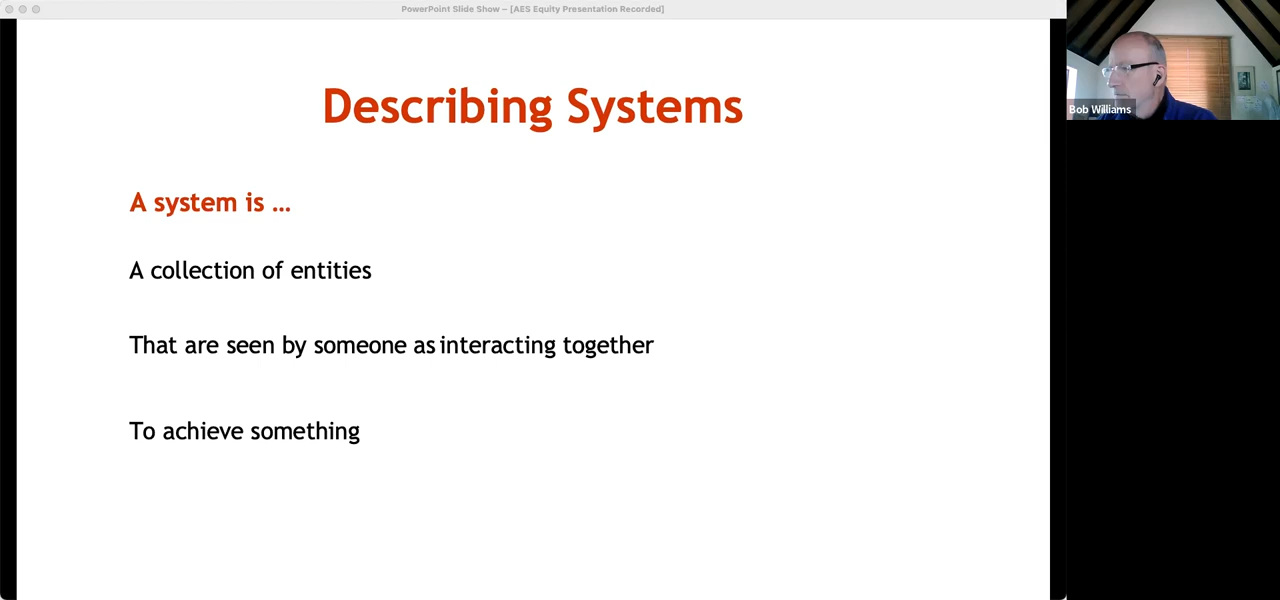 PowerPoint Slide Show – [AES Equity Presentation Recorded]
Describing Systems
A system is ...
A collection of entities
That are seen by someone as interacting together
To achieve something
Bob Williams